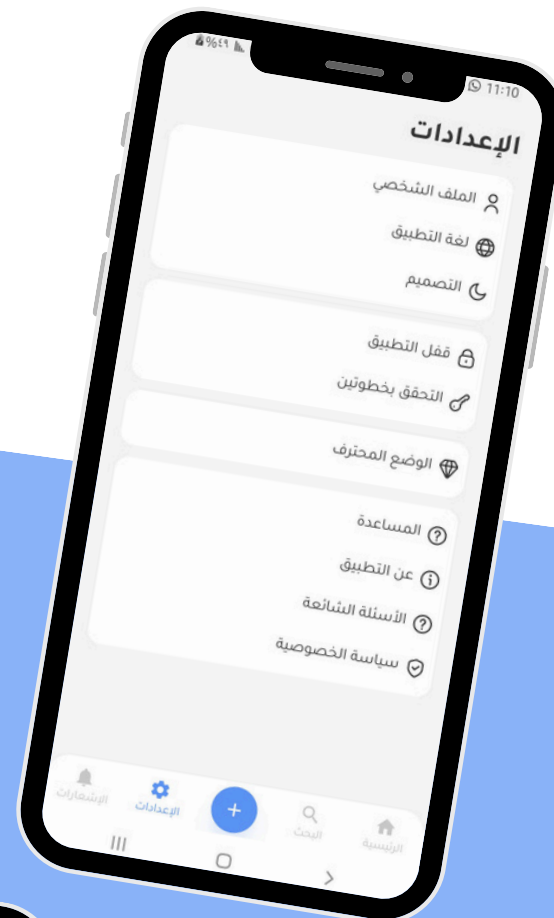 11:10
٤٩%
الإعدادات
الملف الشخصي
لغة التطبيق
التصميم
قفل التطبيق
التحقق بخطوتين
الوضع المحترف
المساعدة
عن التطبيق
الأسئلة الشائعة
سياسة الخصوصية
الرئيسية
البحث
الإعدادات
الإشعارات